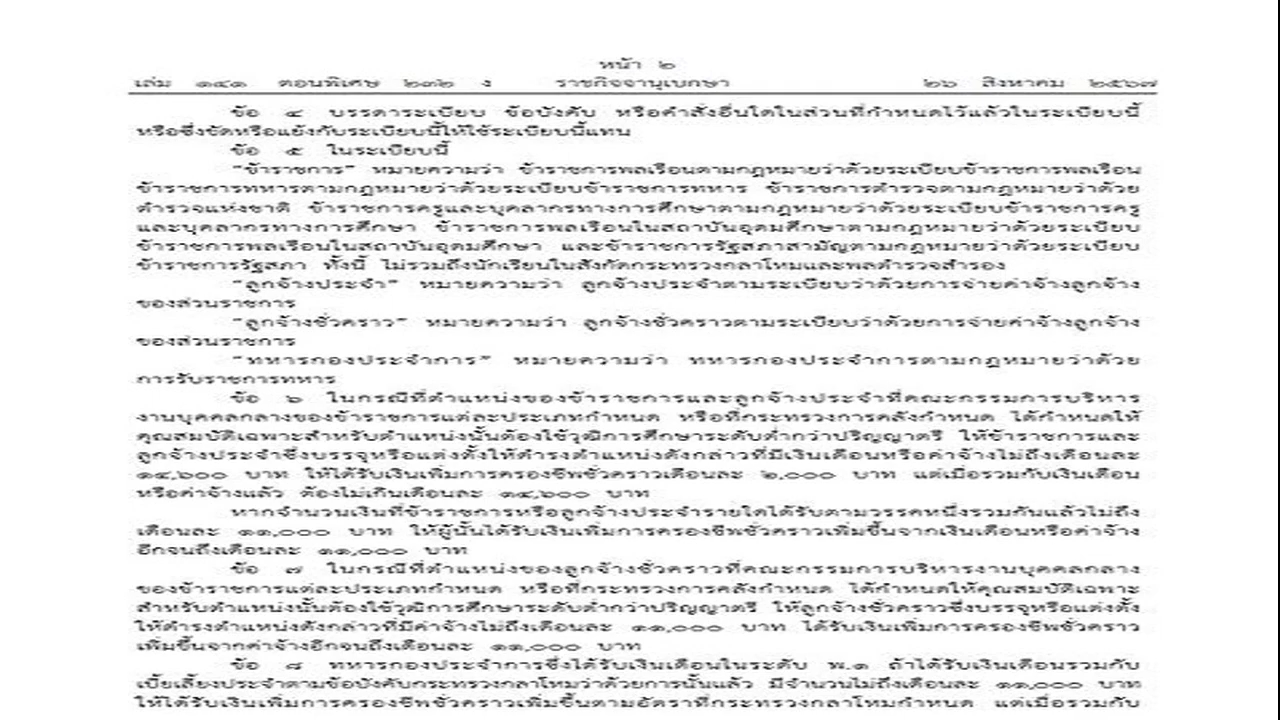 หน้า ๒
เล่ม ๑๔๑ ตอนพิเศษ ๒๓๒ ง ราชกิจจานุเบกษา ๒๖ สิงหาคม ๒๕๖๗
ข้อ ๔ บรรดาระเบียบ ข้อบังคับ หรือคำสั่งอื่นใดในส่วนที่กำหนดไว้แล้วในระเบียบนี้
หรือซึ่งขัดหรือแย้งกับระเบียบนี้ให้ใช้ระเบียบนี้แทน
ข้อ ๕ ในระเบียบนี้
“ข้าราชการ” หมายความว่า ข้าราชการพลเรือนตามกฎหมายว่าด้วยระเบียบข้าราชการพลเรือน
ข้าราชการทหารตามกฎหมายว่าด้วยระเบียบข้าราชการทหาร ข้าราชการตำรวจตามกฎหมายว่าด้วย
ตำรวจแห่งชาติ ข้าราชการครูและบุคลากรทางการศึกษาตามกฎหมายว่าด้วยระเบียบข้าราชการครู
และบุคลากรทางการศึกษา ข้าราชการพลเรือนในสถาบันอุดมศึกษาตามกฎหมายว่าด้วยระเบียบ
ข้าราชการพลเรือนในสถาบันอุดมศึกษา และข้าราชการรัฐสภาสามัญตามกฎหมายว่าด้วยระเบียบ
ข้าราชการรัฐสภา ทั้งนี้ ไม่รวมถึงนักเรียนในสังกัดกระทรวงกลาโหมและพลตำรวจสำรอง
“ลูกจ้างประจำ” หมายความว่า ลูกจ้างประจำตามระเบียบว่าด้วยการจ่ายค่าจ้างลูกจ้าง
ของส่วนราชการ
“ลูกจ้างชั่วคราว” หมายความว่า ลูกจ้างชั่วคราวตามระเบียบว่าด้วยการจ่ายค่าจ้างลูกจ้าง
ของส่วนราชการ
“ทหารกองประจำการ” หมายความว่า ทหารกองประจำการตามกฎหมายว่าด้วย
การรับราชการทหาร
ข้อ ๖ ในกรณีที่ตำแหน่งของข้าราชการและลูกจ้างประจำที่คณะกรรมการบริหาร
งานบุคคลกลางของข้าราชการแต่ละประเภทกำหนด หรือที่กระทรวงการคลังกำหนด ได้กำหนดให้
คุณสมบัติเฉพาะสำหรับตำแหน่งนั้นต้องใช้วุฒิการศึกษาระดับต่ำกว่าปริญญาตรี ให้ข้าราชการและ
ลูกจ้างประจำซึ่งบรรจุหรือแต่งตั้งให้ดำรงตำแหน่งดังกล่าวที่มีเงินเดือนหรือค่าจ้างไม่ถึงเดือนละ
๑๔,๖๐๐ บาท ให้ได้รับเงินเพิ่มการครองชีพชั่วคราวเดือนละ ๒,๐๐๐ บาท แต่เมื่อรวมกับเงินเดือน
หรือค่าจ้างแล้ว ต้องไม่เกินเดือนละ ๑๔,๖๐๐ บาท
หากจำนวนเงินที่ข้าราชการหรือลูกจ้างประจำรายใดได้รับตามวรรคหนึ่งรวมกันแล้วไม่ถึง
เดือนละ ๑๑,๐๐๐ บาท ให้ผู้นั้นได้รับเงินเพิ่มการครองชีพชั่วคราวเพิ่มขึ้นจากเงินเดือนหรือค่าจ้าง
อีกจนถึงเดือนละ ๑๑,๐๐๐ บาท
ข้อ ๗ ในกรณีที่ตำแหน่งของลูกจ้างชั่วคราวที่คณะกรรมการบริหารงานบุคคลกลาง
ของข้าราชการแต่ละประเภทกำหนด หรือที่กระทรวงการคลังกำหนด ได้กำหนดให้คุณสมบัติเฉพาะ
สำหรับตำแหน่งนั้นต้องใช้วุฒิการศึกษาระดับต่ำกว่าปริญญาตรี ให้ลูกจ้างชั่วคราวซึ่งบรรจุหรือแต่งตั้ง
ให้ดำรงตำแหน่งดังกล่าวที่มีค่าจ้างไม่ถึงเดือนละ ๑๑,๐๐๐ บาท ได้รับเงินเพิ่มการครองชีพชั่วคราว
เพิ่มขึ้นจากค่าจ้างอีกจนถึงเดือนละ ๑๑,๐๐๐ บาท
ข้อ ๘ ทหารกองประจำการซึ่งได้รับเงินเดือนในระดับ พ.๑ ถ้าได้รับเงินเดือนรวมกับ
เบี้ยเลี้ยงประจำตามข้อบังคับกระทรวงกลาโหมว่าด้วยการนั้นแล้ว มีจำนวนไม่ถึงเดือนละ ๑๑,๐๐๐ บาท
ให้ได้รับเงินเพิ่มการครองชีพชั่วคราวเพิ่มขึ้นตามอัตราที่กระทรวงกลาโหมกำหนด แต่เมื่อรวมกับ